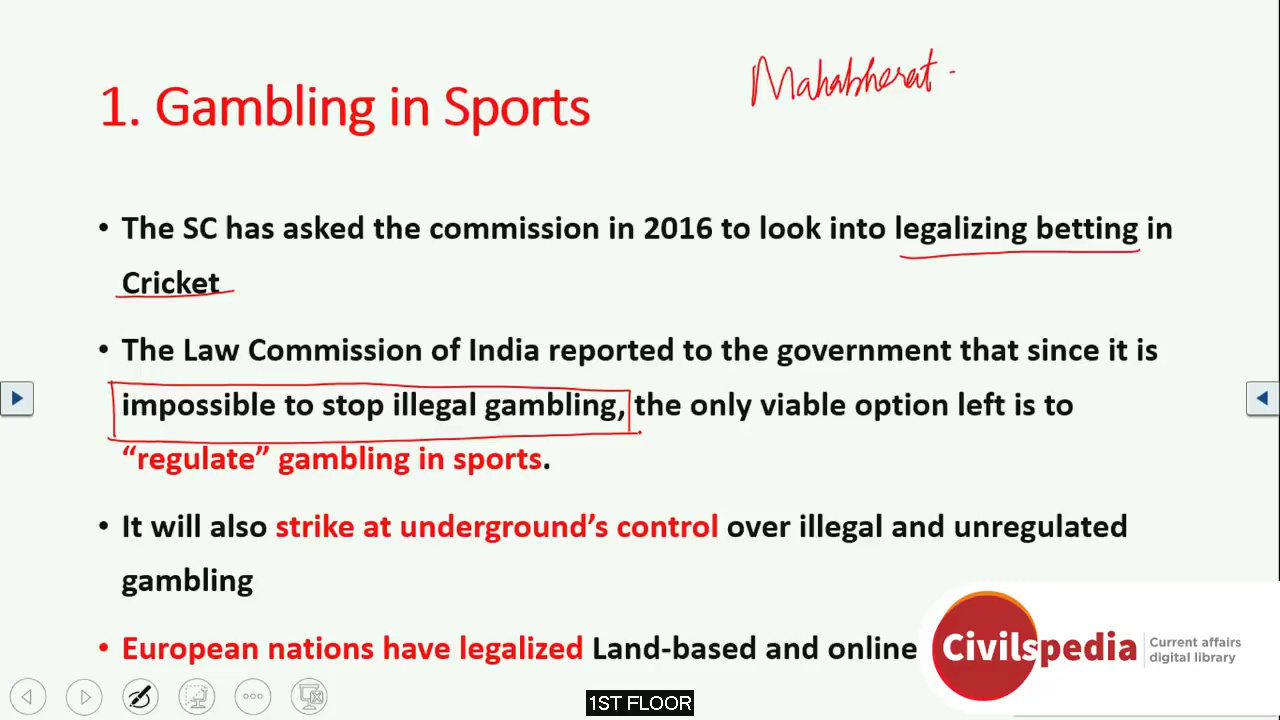 Mahabharat -
1. Gambling in Sports
• The SC has asked the commission in 2016 to look into legalizing betting in
Cricket
• The Law Commission of India reported to the government that since it is
impossible to stop illegal gambling, the only viable option left is to
“regulate” gambling in sports.
• It will also strike at underground’s control over illegal and unregulated
gambling
• European nations have legalized Land-based and online
Civilspedia
Current affairs
digital library
1ST FLOOR